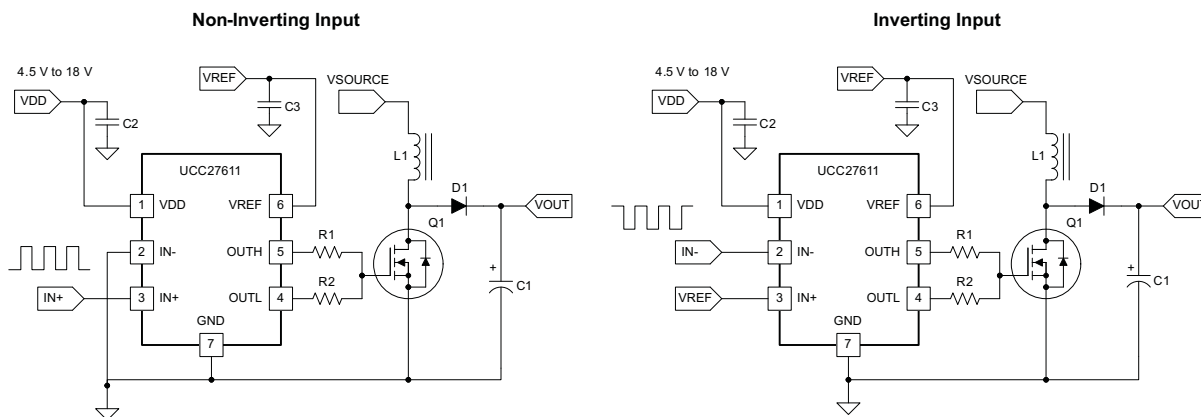 Non-Inverting Input
4.5 V to 18 V
VDD
C2
VREF
C3
VSOURCE
L1
UCC27611
D1
1 VDD
VREF 6
VOUT
Q1
2 IN-
OUTH 5
R1
IN+
3 IN+
OUTL 4
R2
+
C1
GND
7
Inverting Input
4.5 V to 18 V
VDD
C2
VREF
C3
VSOURCE
L1
UCC27611
D1
1 VDD
VREF 6
VOUT
Q1
IN-
2 IN-
OUTH 5
R1
VREF
3 IN+
OUTL 4
R2
+
C1
GND
7